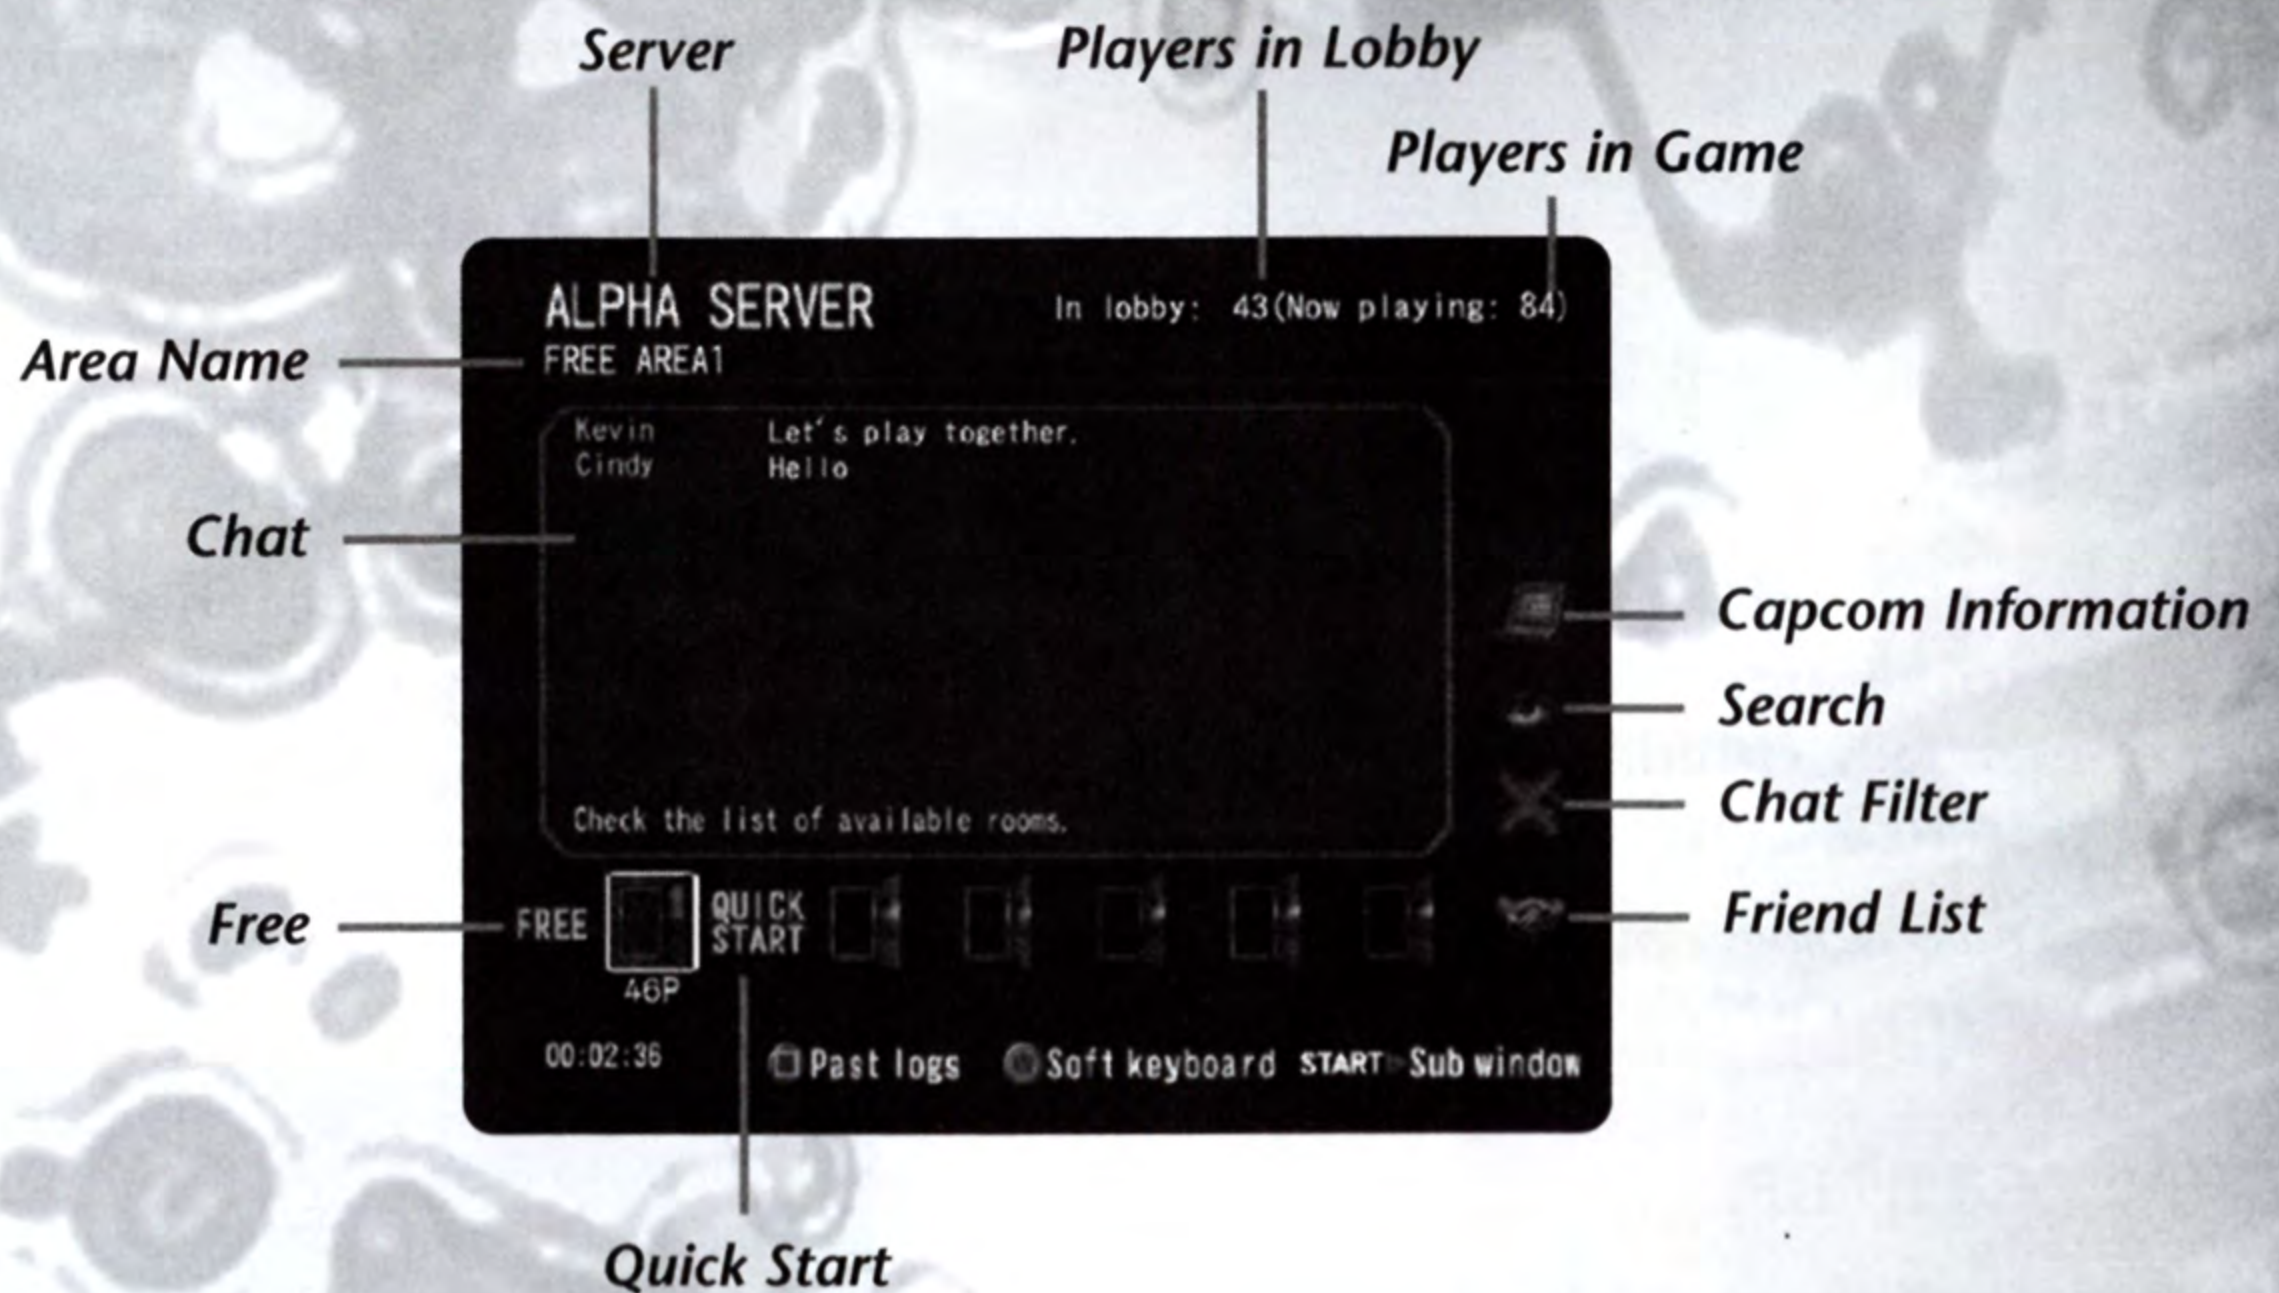 Server
Players in Lobby
Players in Game
ALPHA SERVER
In lobby: 43(Now playing: 84)
Area Name
FREE AREA1
Kevin Let's play together.
Cindy Hello
Chat
Capcom Information
Search
Chat Filter
Check the list of available rooms.
Free
FREE
QUICK
START
Friend List
46P
00:02:36
Past logs
Soft keyboard
START
Sub window
Quick Start